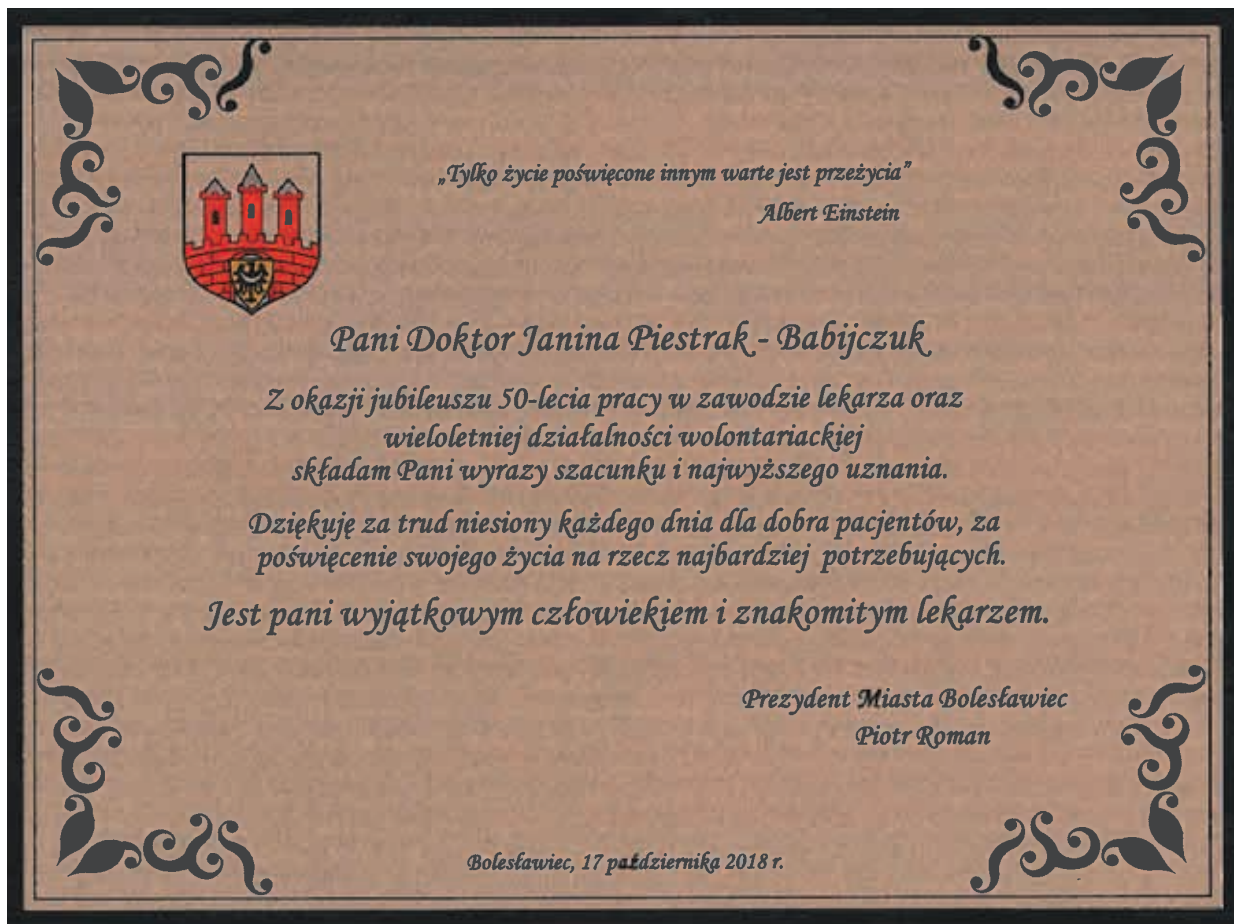 „Tylko życie poświęcone innym warte jest przeżycia”
Albert Einstein
Pani Doktor Janina Piestrak - Babijczuk
Z okazji jubileuszu 50-lecia pracy w zawodzie lekarza oraz
wieloletniej działalności wolontariackiej
składam Pani wyrazy szacunku i najwyższego uznania.
Dziękuję za trud niesiony każdego dnia dla dobra pacjentów, za
poświęcenie swojego życia na rzecz najbardziej potrzebujących.
Jest pani wyjątkowym człowiekiem i znakomitym lekarzem.
Prezydent Miasta Bolesławiec
Piotr Roman
Bolesławiec, 17 października 2018 r.